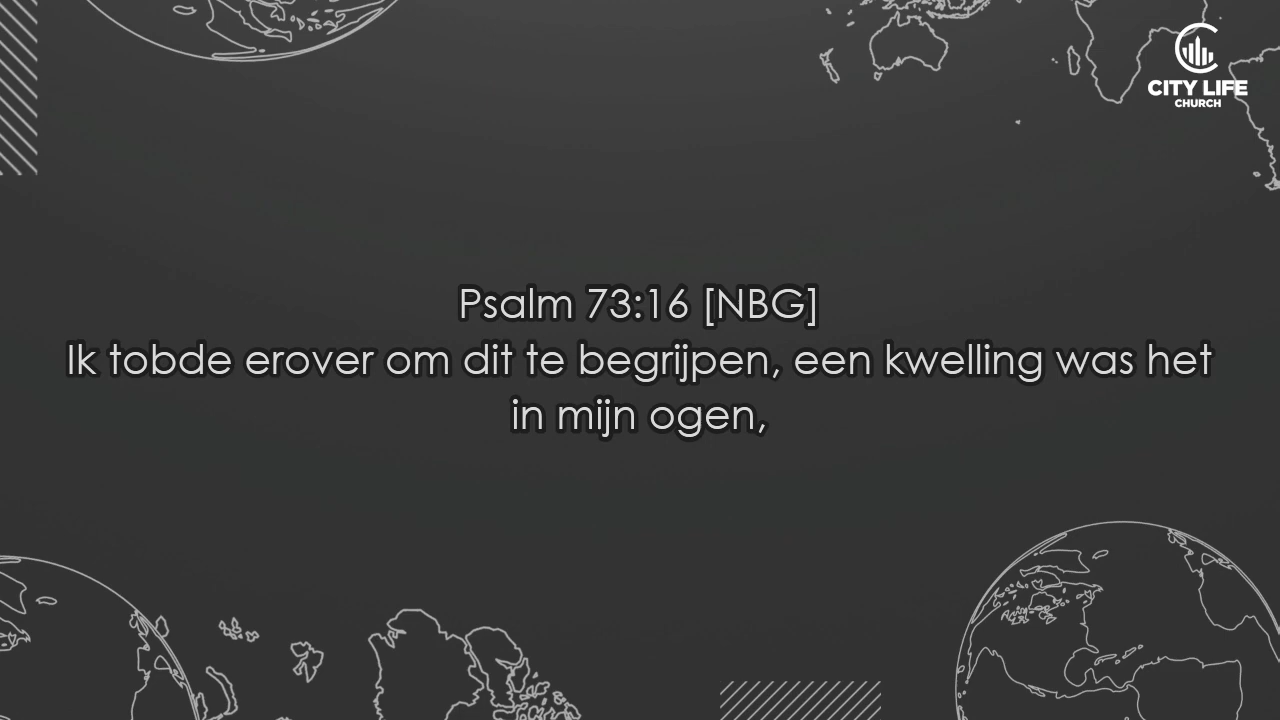 CITY LIFE
CHURCH
Psalm 73:16 [NBG]
Ik tobde erover om dit te begrijpen, een kwelling was het
in mijn ogen,